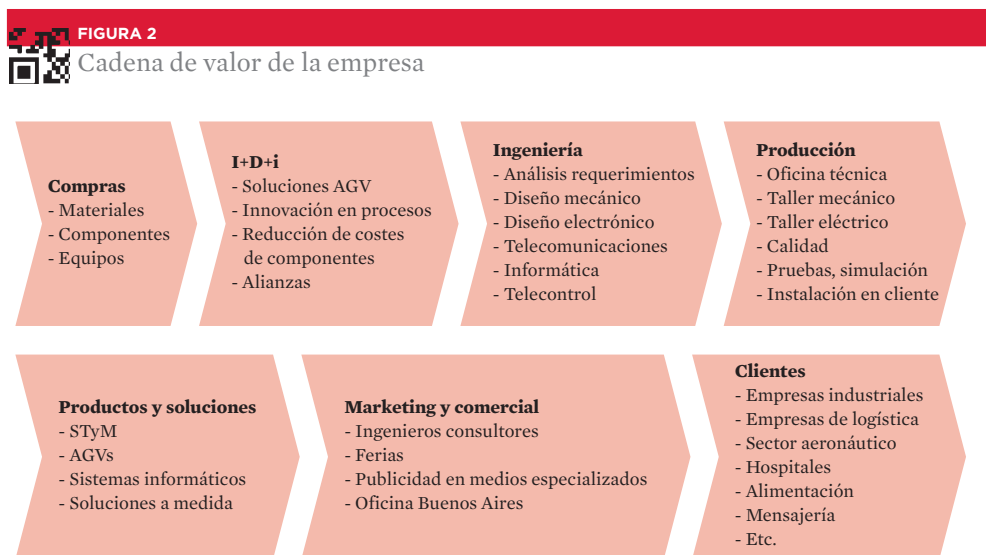 FIGURA 2
Cadena de valor de la empresa
Compras
- Materiales
- Componentes
- Equipos
I+D+i
- Soluciones AGV
- Innovación en procesos
- Reducción de costes
de componentes
- Alianzas
Ingeniería
- Análisis requerimientos
- Diseño mecánico
- Diseño electrónico
- Telecomunicaciones
- Informática
- Telecontrol
Producción
- Oficina técnica
- Taller mecánico
- Taller eléctrico
- Calidad
- Pruebas, simulación
- Instalación en cliente
Productos y soluciones
- STyM
- AGVs
- Sistemas informáticos
- Soluciones a medida
Marketing y comercial
- Ingenieros consultores
- Ferias
- Publicidad en medios especializados
- Oficina Buenos Aires
Clientes
- Empresas industriales
- Empresas de logística
- Sector aeronáutico
- Hospitales
- Alimentación
- Mensajería
- Etc.